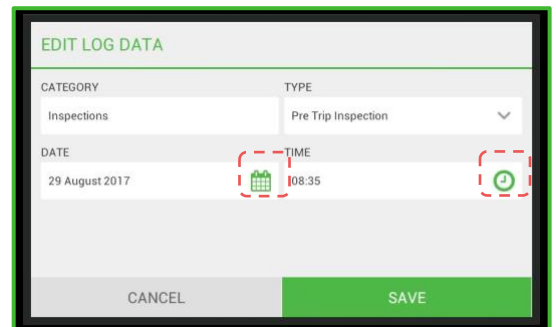 EDIT LOG DATA
CATEGORY TYPE
Inspections Pre Trip Inspection
DATE TIME
29 August 2017 08:35
CANCEL SAVE